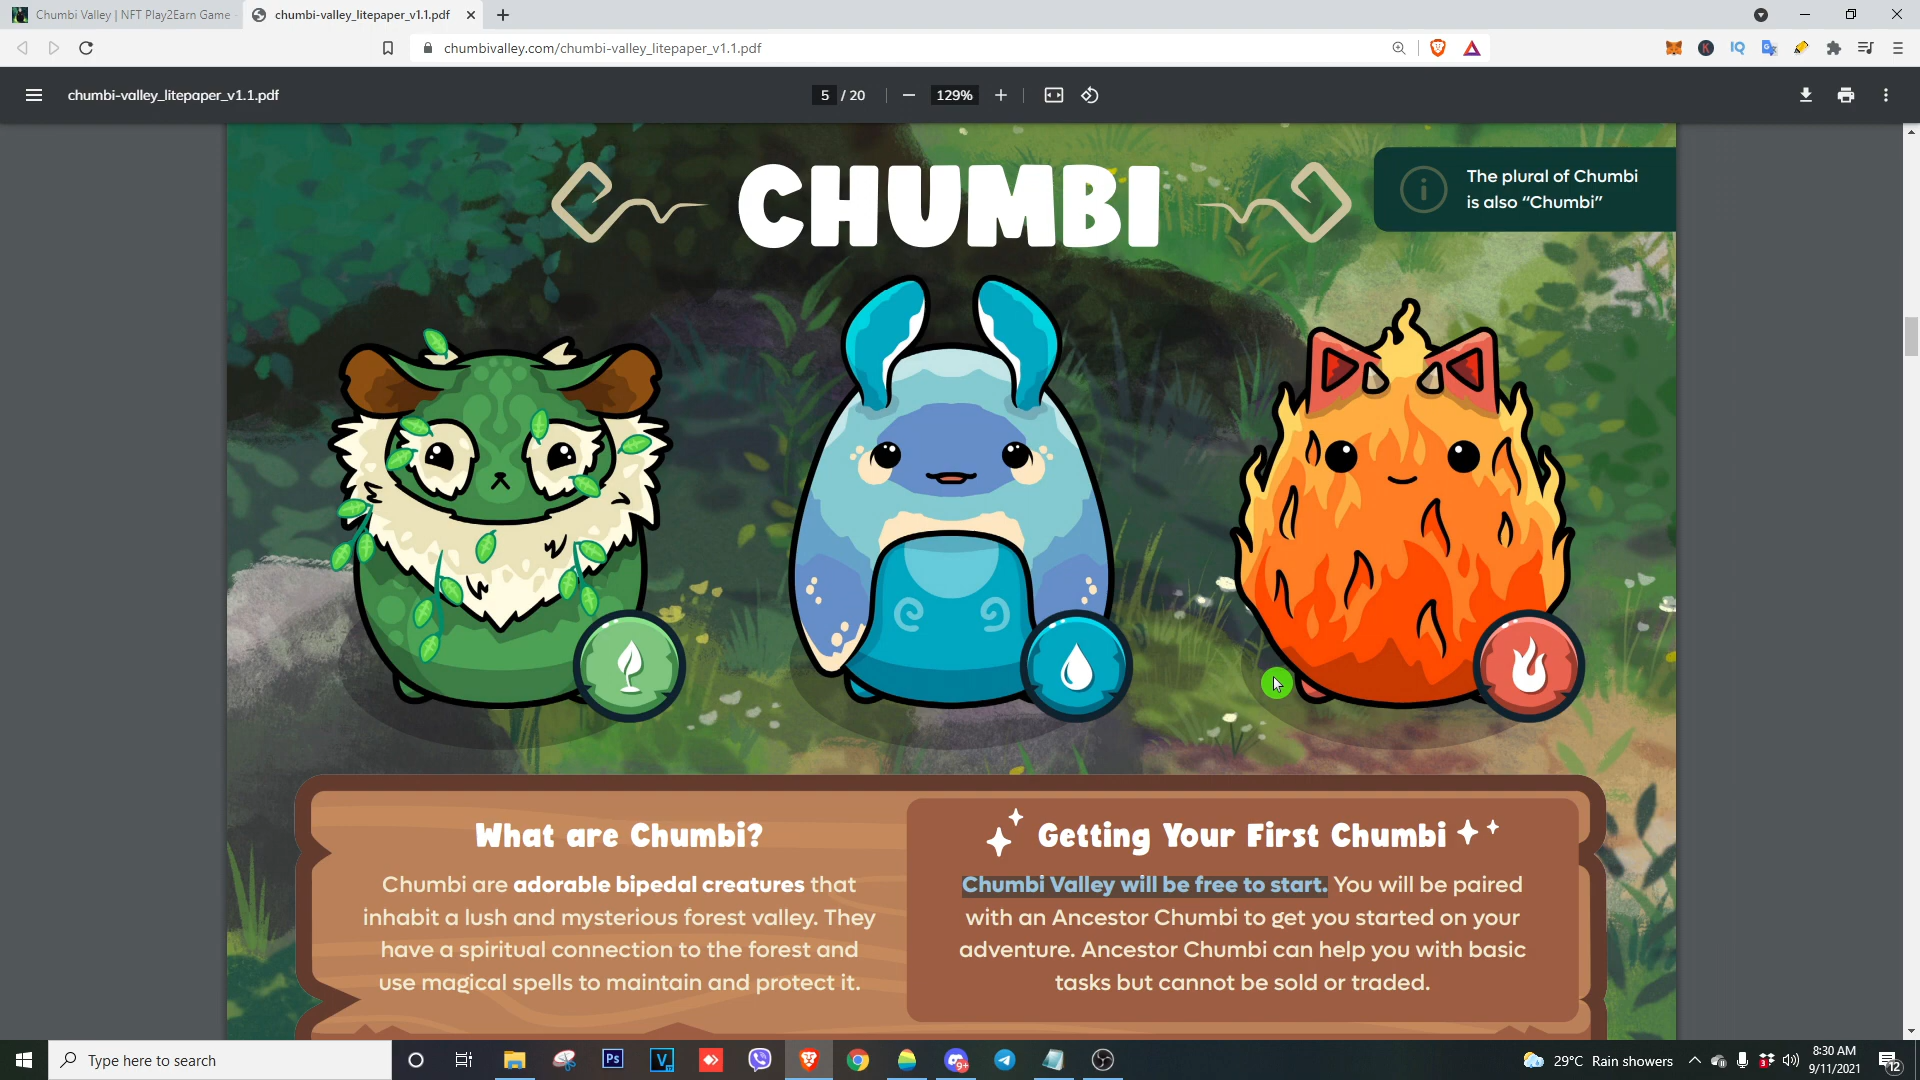 Chumbi Valley | NFT Play2Earn Game
chumbi-valley_litepaper_v1.1.pdf
chumbivalley.com/chumbi-valley_litepaper_v1.1.pdf
K
IQ
chumbi-valley_litepaper_v1.1.pdf
5 / 20
129%
CHUMBI
The plural of Chumbi
is also “Chumbi”
What are Chumbi?
Chumbi are adorable bipedal creatures that
inhabit a lush and mysterious forest valley. They
have a spiritual connection to the forest and
use magical spells to maintain and protect it.
Getting Your First Chumbi
Chumbi Valley will be free to start. You will be paired
with an Ancestor Chumbi to get you started on your
adventure. Ancestor Chumbi can help you with basic
tasks but cannot be sold or traded.
Type here to search
Ps
V
9+
29°C Rain showers
8:30 AM
9/11/2021
12